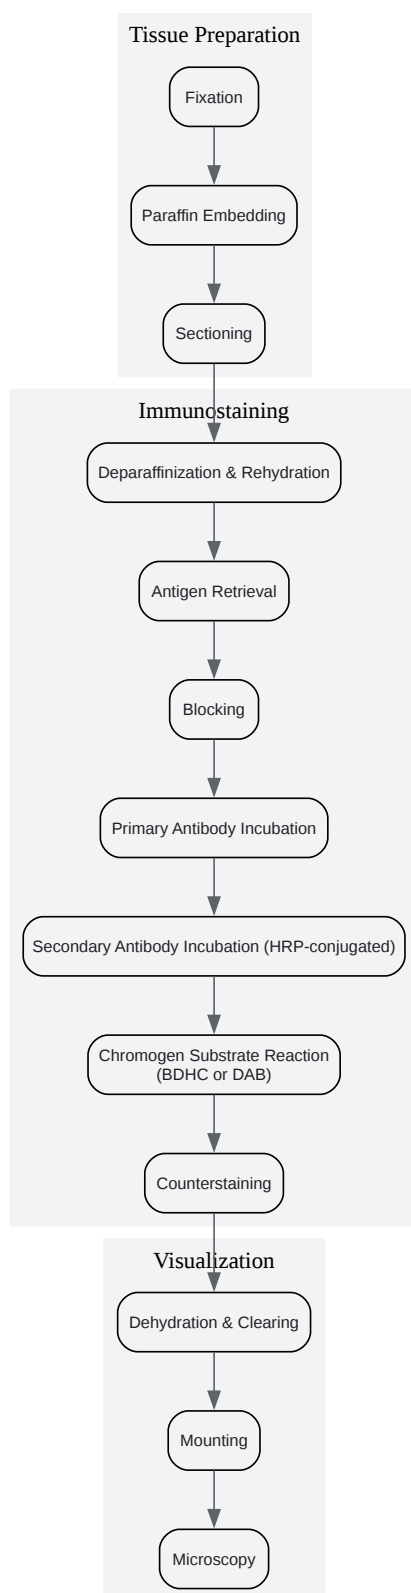 Tissue Preparation
Fixation
Paraffin Embedding
Sectioning
Immunostaining
Deparaffinization & Rehydration
Antigen Retrieval
Blocking
Primary Antibody Incubation
Secondary Antibody Incubation (HRP-conjugated)
Chromogen Substrate Reaction
(BDHC or DAB)
Counterstaining
Visualization
Dehydration & Clearing
Mounting
Microscopy